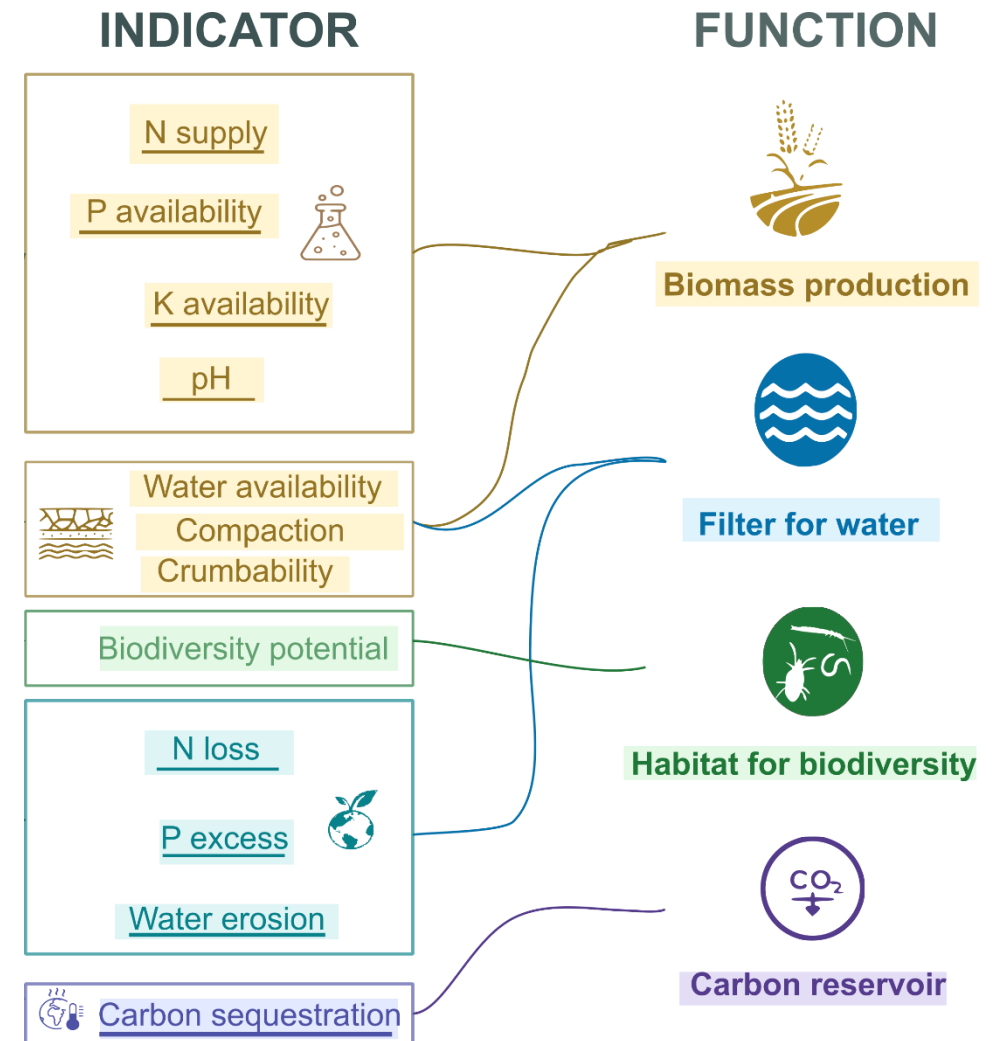 INDICATOR
N supply
P availability
K availability
pH
Water availability
Compaction
Crumbability
Biodiversity potential
N loss
P excess
Water erosion
Carbon sequestration
FUNCTION
Biomass production
Filter for water
Habitat for biodiversity
CO₂
Carbon reservoir